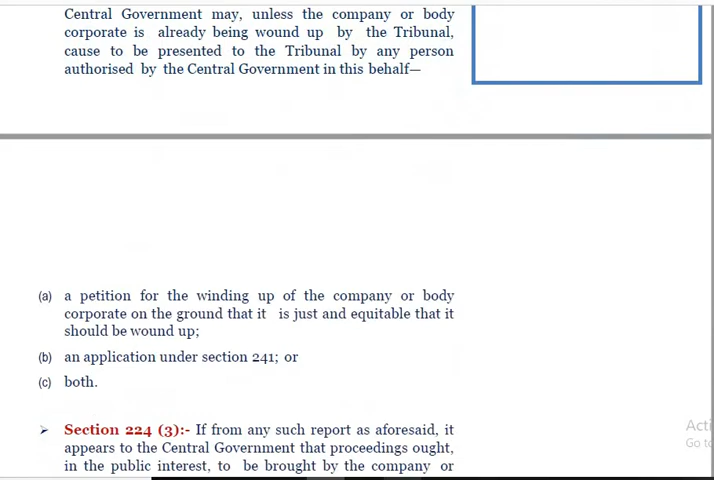 Central Government may, unless the company or body
corporate is already being wound up by the Tribunal,
cause to be presented to the Tribunal by any person
authorised by the Central Government in this behalf—
(a) a petition for the winding up of the company or body
corporate on the ground that it is just and equitable that it
should be wound up;
(b) an application under section 241; or
(c) both.
➢ Section 224 (3):- If from any such report as aforesaid, it
appears to the Central Government that proceedings ought,
in the public interest, to be brought by the company or
Acti
Go to